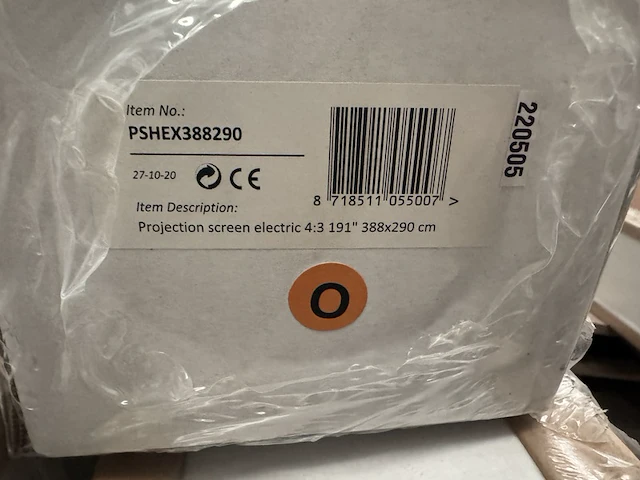 Item No.:
PSHEX388290
27-10-20 CE
Item Description:
Projection screen electric 4:3 191" 388x290 cm
8 718511 055007 >
220505
O